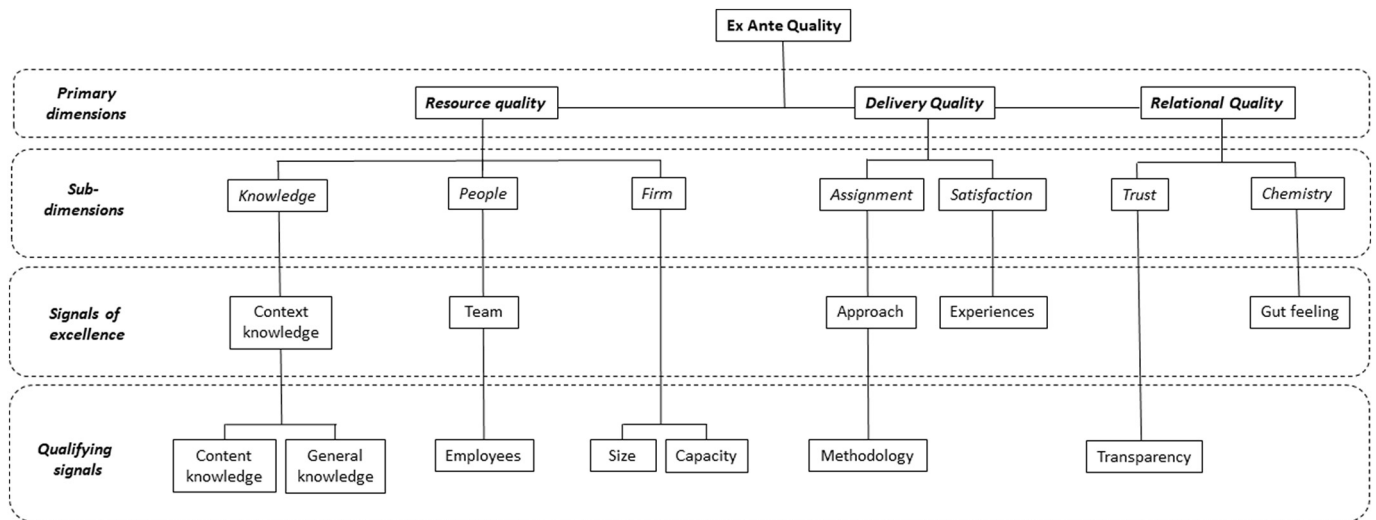 Ex Ante Quality
Primary
dimensions
Resource quality
Delivery Quality
Relational Quality
Sub-
dimensions
Knowledge
People
Firm
Assignment
Satisfaction
Trust
Chemistry
Signals of
excellence
Context
knowledge
Team
Approach
Experiences
Gut feeling
Qualifying
signals
Content
knowledge
General
knowledge
Employees
Size
Capacity
Methodology
Transparency